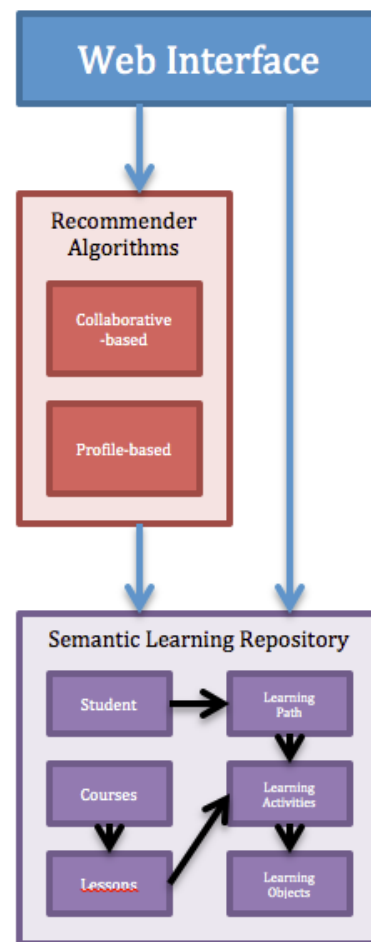 Web Interface
Recommender
Algorithms
Collaborative
-based
Profile-based
Semantic Learning Repository
Student
Learning
Path
Courses
Learning
Activities
Lessons
Learning
Objects